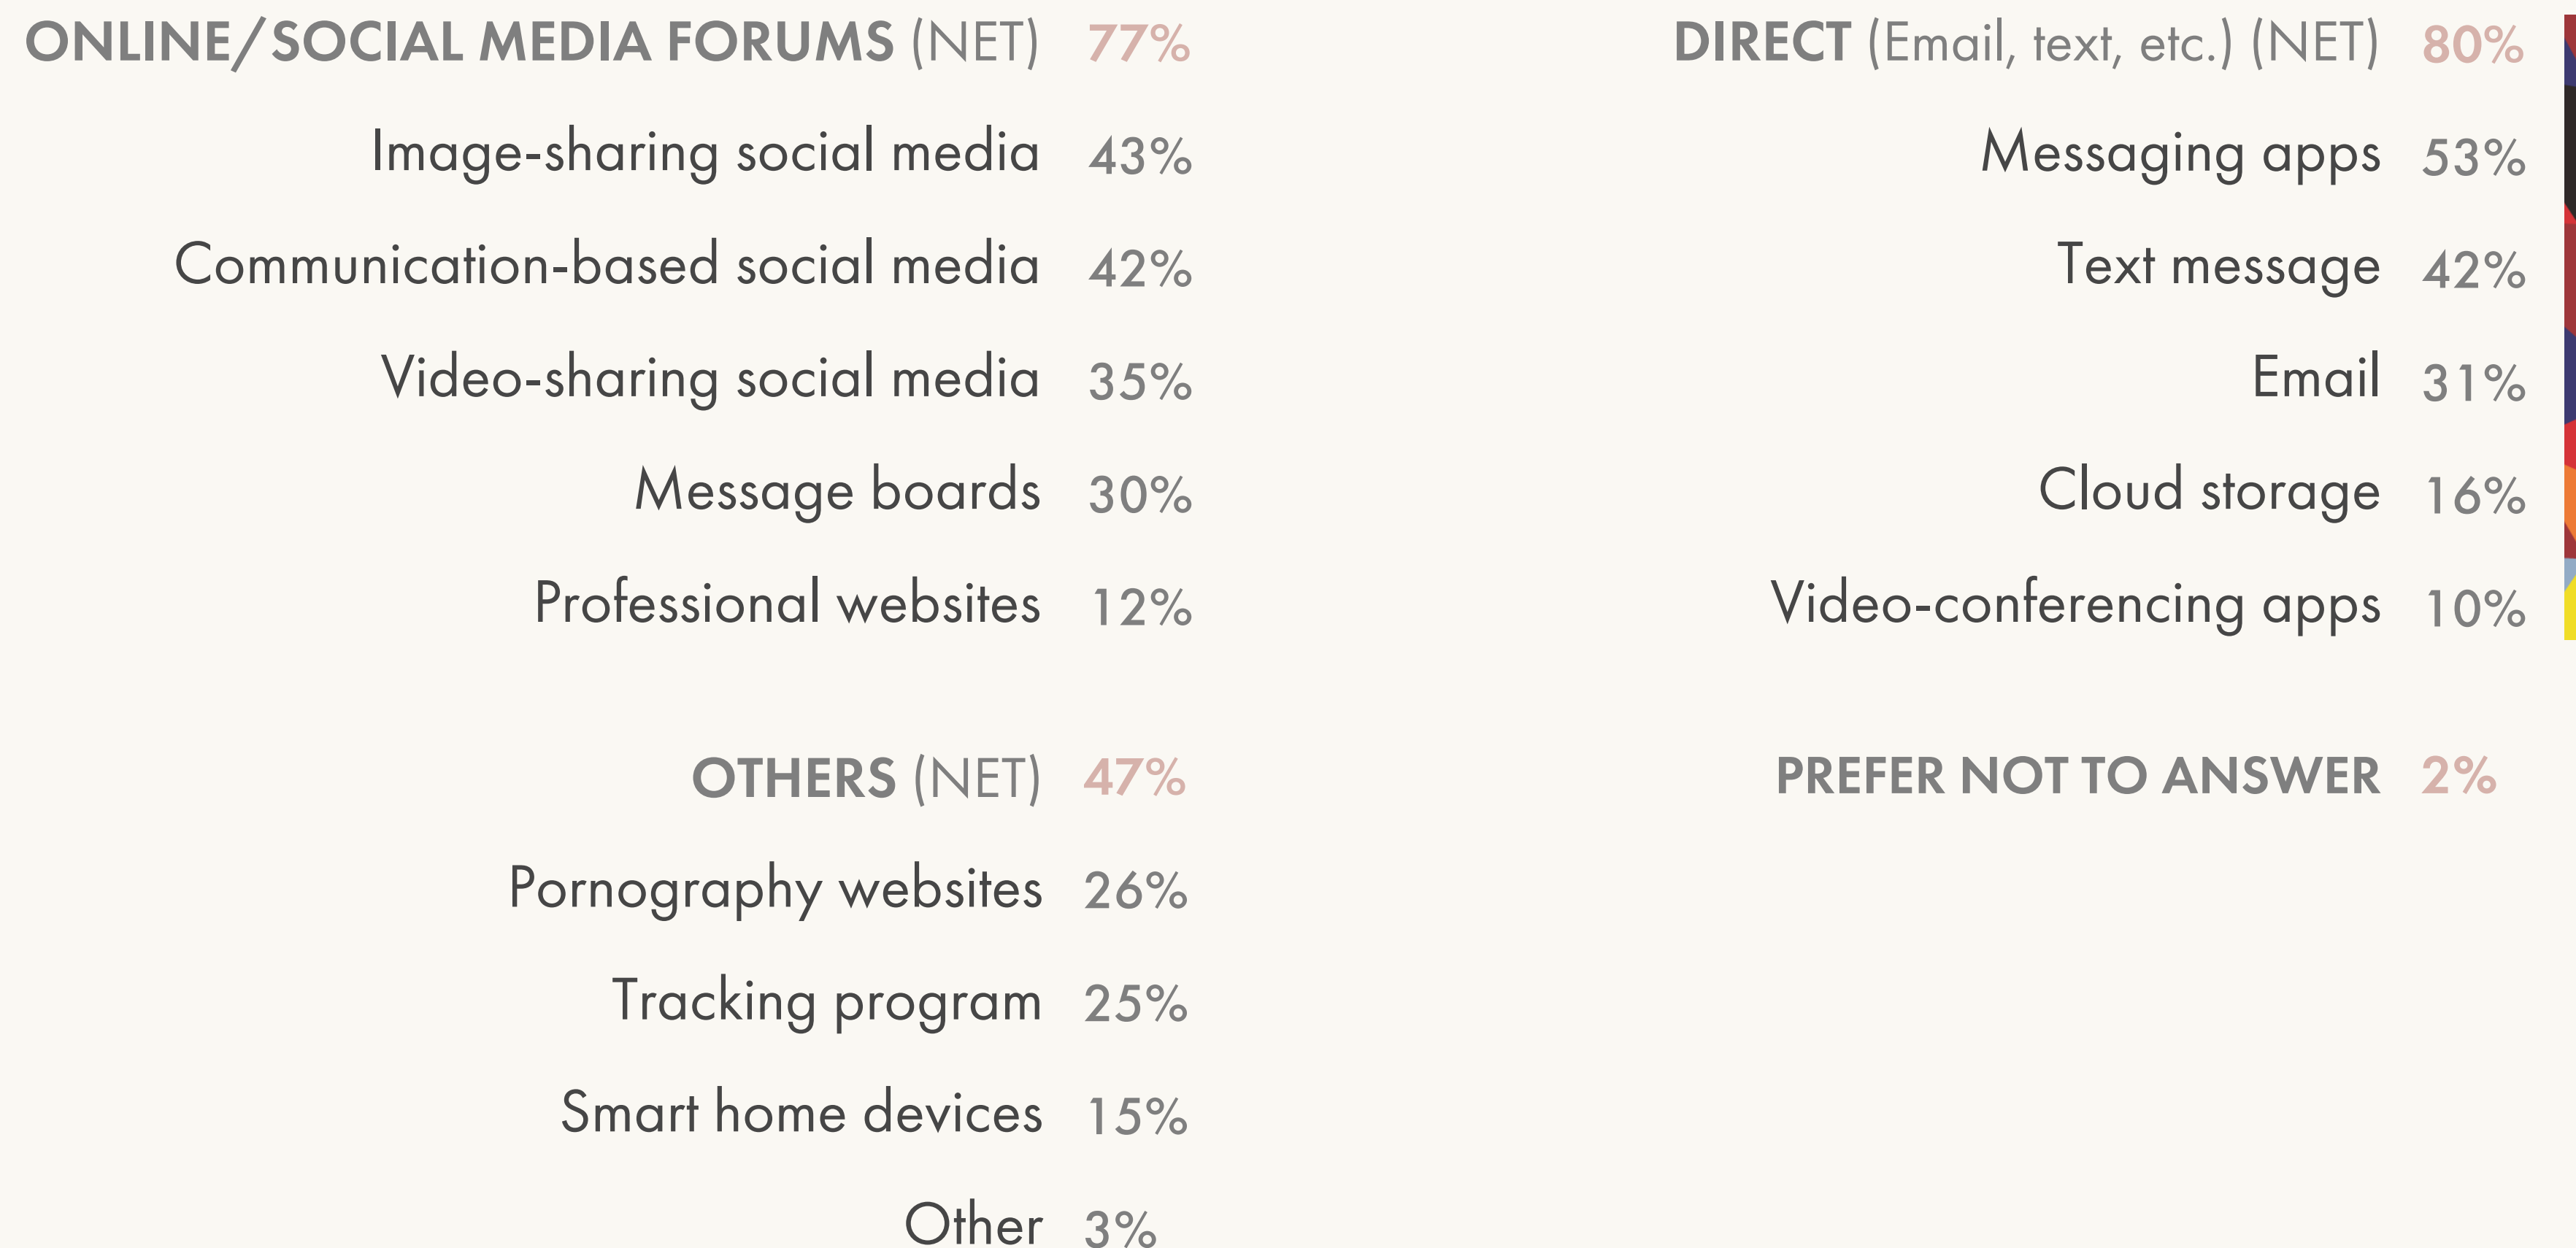 ONLINE/SOCIAL MEDIA FORUMS (NET) 77%
Image-sharing social media 43%
Communication-based social media 42%
Video-sharing social media 35%
Message boards 30%
Professional websites 12%
OTHERS (NET) 47%
Pornography websites 26%
Tracking program 25%
Smart home devices 15%
Other 3%
DIRECT (Email, text, etc.) (NET) 80%
Messaging apps 53%
Text message 42%
Email 31%
Cloud storage 16%
Video-conferencing apps 10%
PREFER NOT TO ANSWER 2%